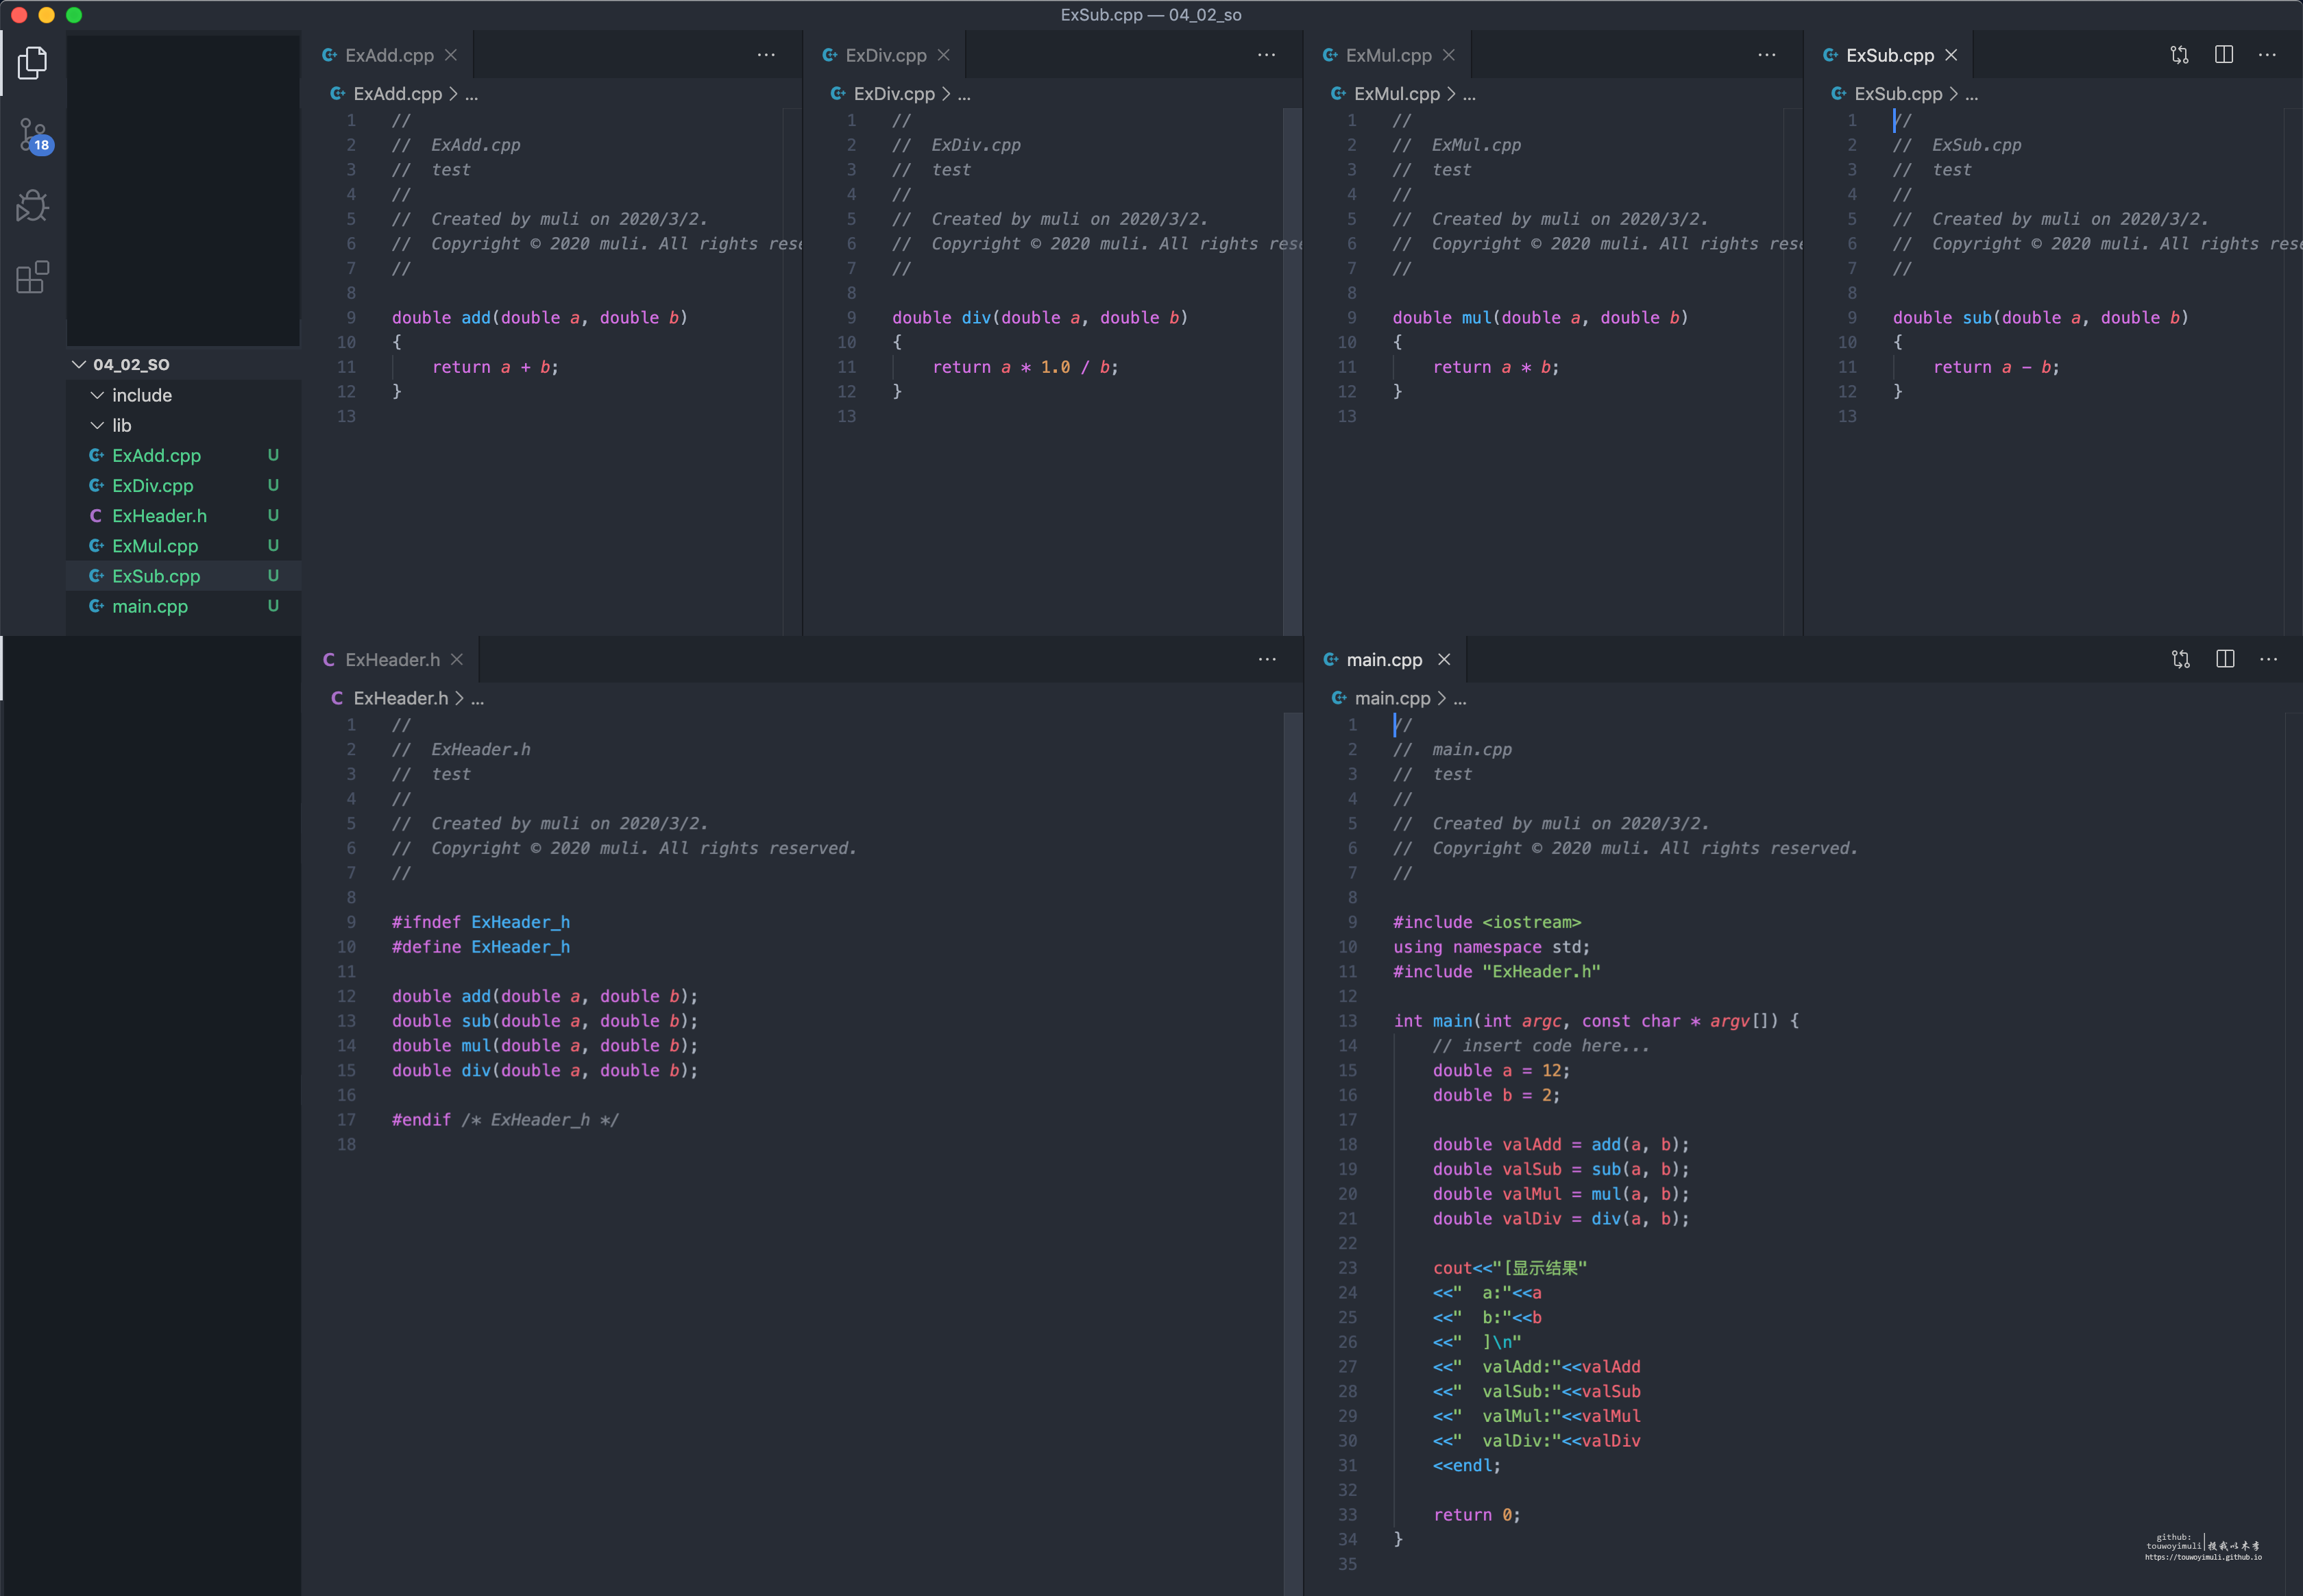 ExSub.cpp — 04_02_so
18
04_02_SO
include
lib
ExAdd.cpp U
ExDiv.cpp U
ExHeader.h U
ExMul.cpp U
ExSub.cpp U
main.cpp U
ExAdd.cpp
ExAdd.cpp > ...
1 //
2 //  ExAdd.cpp
3 //  test
4 //
5 //  Created by muli on 2020/3/2.
6 //  Copyright © 2020 muli. All rights rese
7 //
8
9 double add(double a, double b)
10 {
11     return a + b;
12 }
13
ExDiv.cpp
ExDiv.cpp > ...
1 //
2 //  ExDiv.cpp
3 //  test
4 //
5 //  Created by muli on 2020/3/2.
6 //  Copyright © 2020 muli. All rights rese
7 //
8
9 double div(double a, double b)
10 {
11     return a * 1.0 / b;
12 }
13
ExMul.cpp
ExMul.cpp > ...
1 //
2 //  ExMul.cpp
3 //  test
4 //
5 //  Created by muli on 2020/3/2.
6 //  Copyright © 2020 muli. All rights rese
7 //
8
9 double mul(double a, double b)
10 {
11     return a * b;
12 }
13
ExSub.cpp
ExSub.cpp > ...
1 //
2 //  ExSub.cpp
3 //  test
4 //
5 //  Created by muli on 2020/3/2.
6 //  Copyright © 2020 muli. All rights rese
7 //
8
9 double sub(double a, double b)
10 {
11     return a - b;
12 }
13
ExHeader.h
ExHeader.h > ...
1 //
2 //  ExHeader.h
3 //  test
4 //
5 //  Created by muli on 2020/3/2.
6 //  Copyright © 2020 muli. All rights reserved.
7 //
8
9 #ifndef ExHeader_h
10 #define ExHeader_h
11
12 double add(double a, double b);
13 double sub(double a, double b);
14 double mul(double a, double b);
15 double div(double a, double b);
16
17 #endif /* ExHeader_h */
18
main.cpp
main.cpp > ...
1 //
2 //  main.cpp
3 //  test
4 //
5 //  Created by muli on 2020/3/2.
6 //  Copyright © 2020 muli. All rights reserved.
7 //
8
9 #include <iostream>
10 using namespace std;
11 #include "ExHeader.h"
12
13 int main(int argc, const char * argv[]) {
14     // insert code here...
15     double a = 12;
16     double b = 2;
17
18     double valAdd = add(a, b);
19     double valSub = sub(a, b);
20     double valMul = mul(a, b);
21     double valDiv = div(a, b);
22
23     cout<<"[显示结果"
24     <<"  a:"<<a
25     <<"  b:"<<b
26     <<"  ]\n"
27     <<"  valAdd:"<<valAdd
28     <<"  valSub:"<<valSub
29     <<"  valMul:"<<valMul
30     <<"  valDiv:"<<valDiv
31     <<endl;
32
33     return 0;
34 }
35
github:
touwoyimuli|投我以木李
https://touwoyimuli.github.io